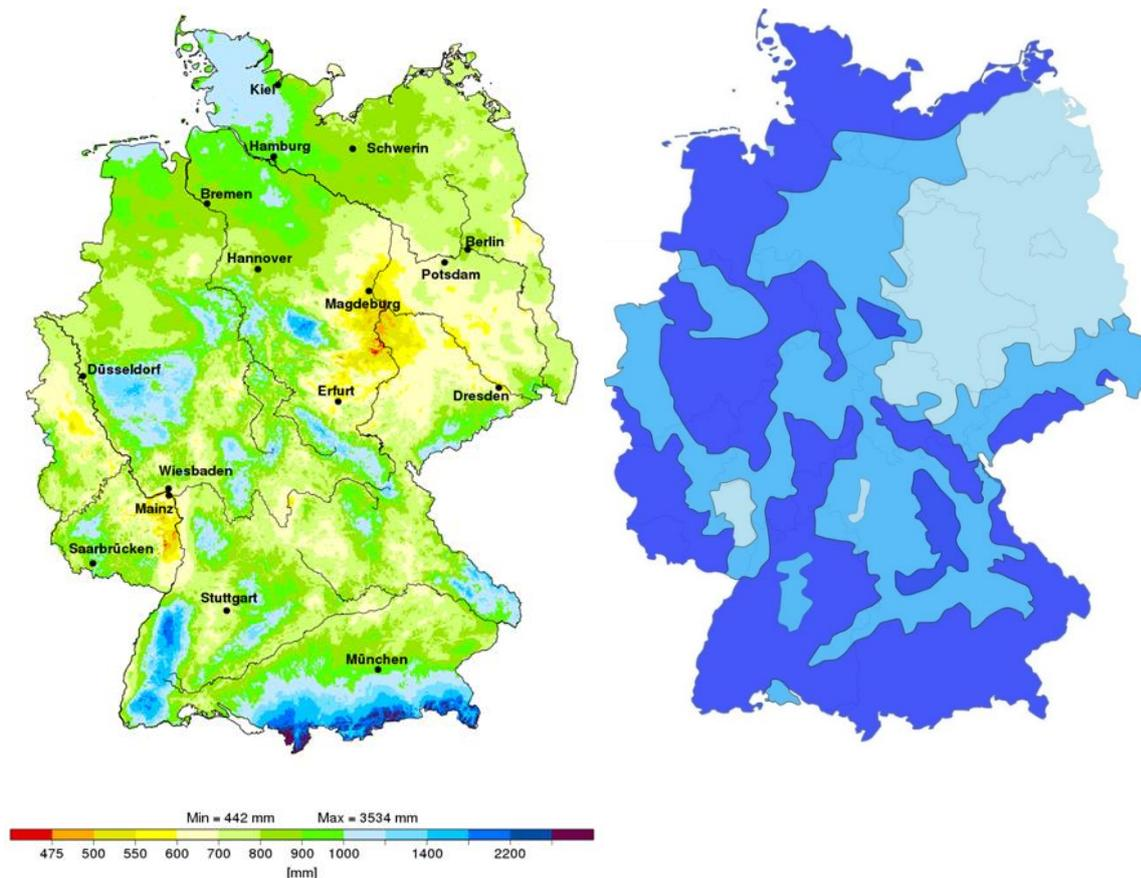 Kiel
Hamburg
Schwerin
Bremen
Berlin
Hannover
Potsdam
Magdeburg
Düsseldorf
Erfurt
Dresden
Wiesbaden
Mainz
Saarbrücken
Stuttgart
München
Min = 442 mm Max = 3534 mm
475 500 550 600 700 800 900 1000 1400 2200
[mm]